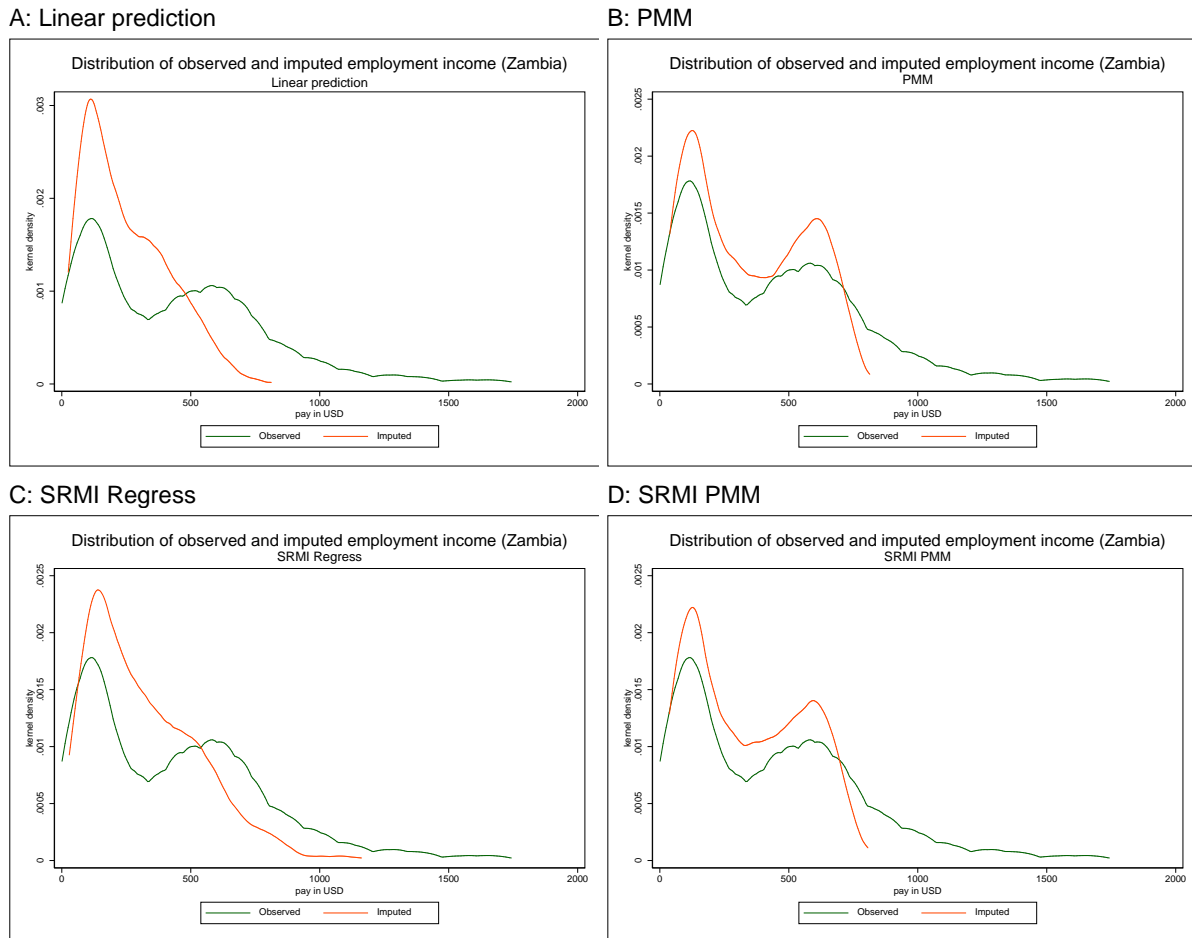 A: Linear prediction
Distribution of observed and imputed employment income (Zambia)
Linear prediction
kernel density
0
.001
.002
.003
0 500 1000 1500 2000
pay in USD
Observed Imputed
B: PMM
Distribution of observed and imputed employment income (Zambia)
PMM
kernel density
0
.0005
.001
.0015
.002
.0025
0 500 1000 1500 2000
pay in USD
Observed Imputed
C: SRMI Regress
Distribution of observed and imputed employment income (Zambia)
SRMI Regress
kernel density
0
.0005
.001
.0015
.002
.0025
0 500 1000 1500 2000
pay in USD
Observed Imputed
D: SRMI PMM
Distribution of observed and imputed employment income (Zambia)
SRMI PMM
kernel density
0
.0005
.001
.0015
.002
.0025
0 500 1000 1500 2000
pay in USD
Observed Imputed